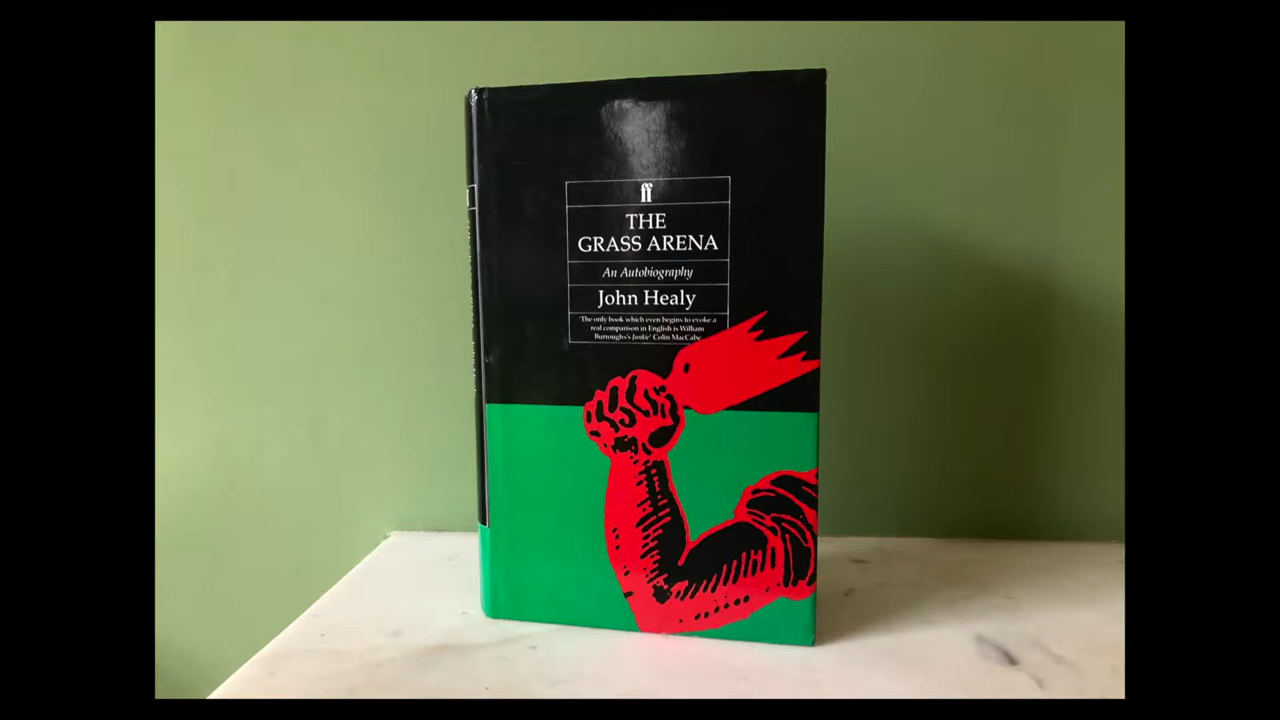 ff
THE
GRASS ARENA
An Autobiography
John Healy
'The only book which even begins to evoke a
real comparison in English is William
Burroughs's Junkie' Colin MacCabe